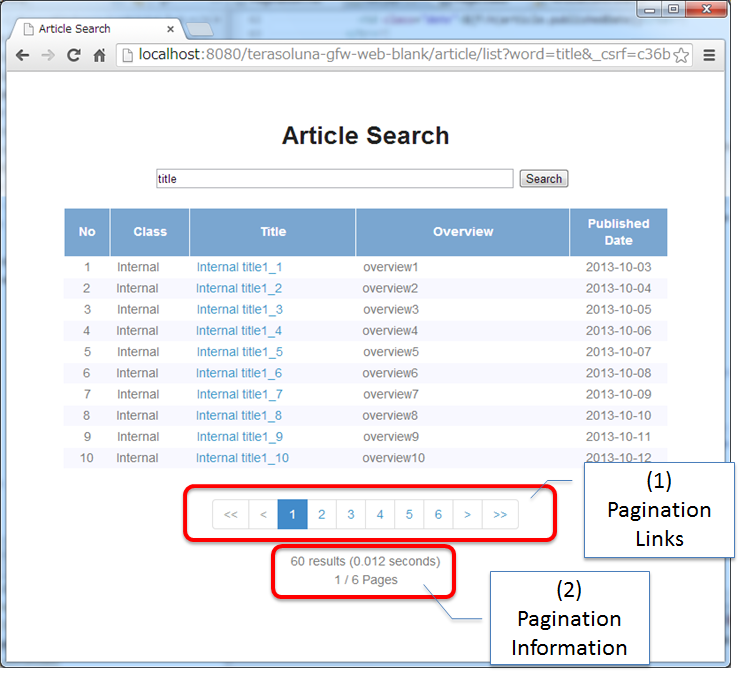 Article Search
localhost:8080/terasoluna-gfw-web-blank/article/list?word=title&_csrf=c36b
Article Search
title Search
No Class Title Overview Published Date
1 Internal Internal title1_1 overview1 2013-10-03
2 Internal Internal title1_2 overview2 2013-10-04
3 Internal Internal title1_3 overview3 2013-10-05
4 Internal Internal title1_4 overview4 2013-10-06
5 Internal Internal title1_5 overview5 2013-10-07
6 Internal Internal title1_6 overview6 2013-10-08
7 Internal Internal title1_7 overview7 2013-10-09
8 Internal Internal title1_8 overview8 2013-10-10
9 Internal Internal title1_9 overview9 2013-10-11
10 Internal Internal title1_10 overview10 2013-10-12
<< < 1 2 3 4 5 6 > >>
(1)
Pagination
Links
60 results (0.012 seconds)
1 / 6 Pages
(2)
Pagination
Information